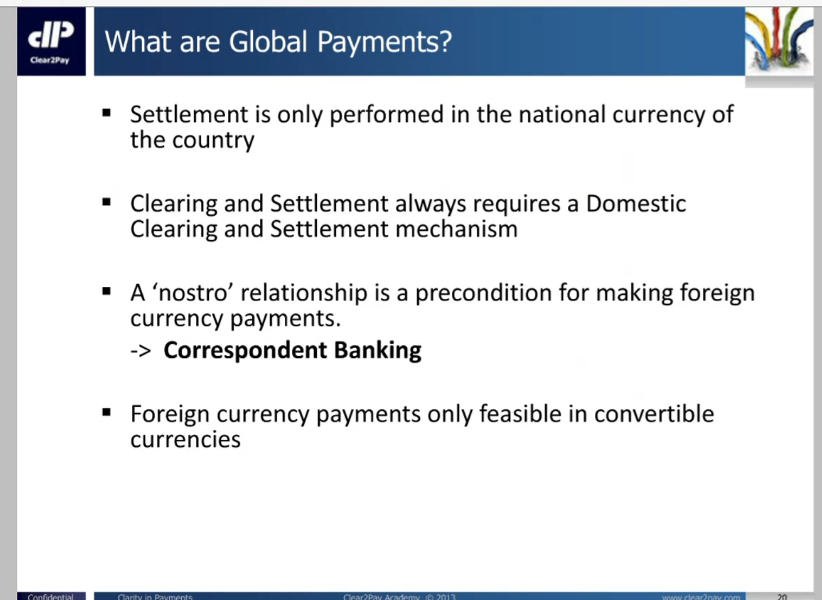 What are Global Payments?
Clear2Pay
▪ Settlement is only performed in the national currency of
the country
▪ Clearing and Settlement always requires a Domestic
Clearing and Settlement mechanism
▪ A ‘nostro’ relationship is a precondition for making foreign
currency payments.
-> Correspondent Banking
▪ Foreign currency payments only feasible in convertible
currencies
Confidential Clarity in Payments Clear2Pay Academy © 2013 www.clear2pay.com 20